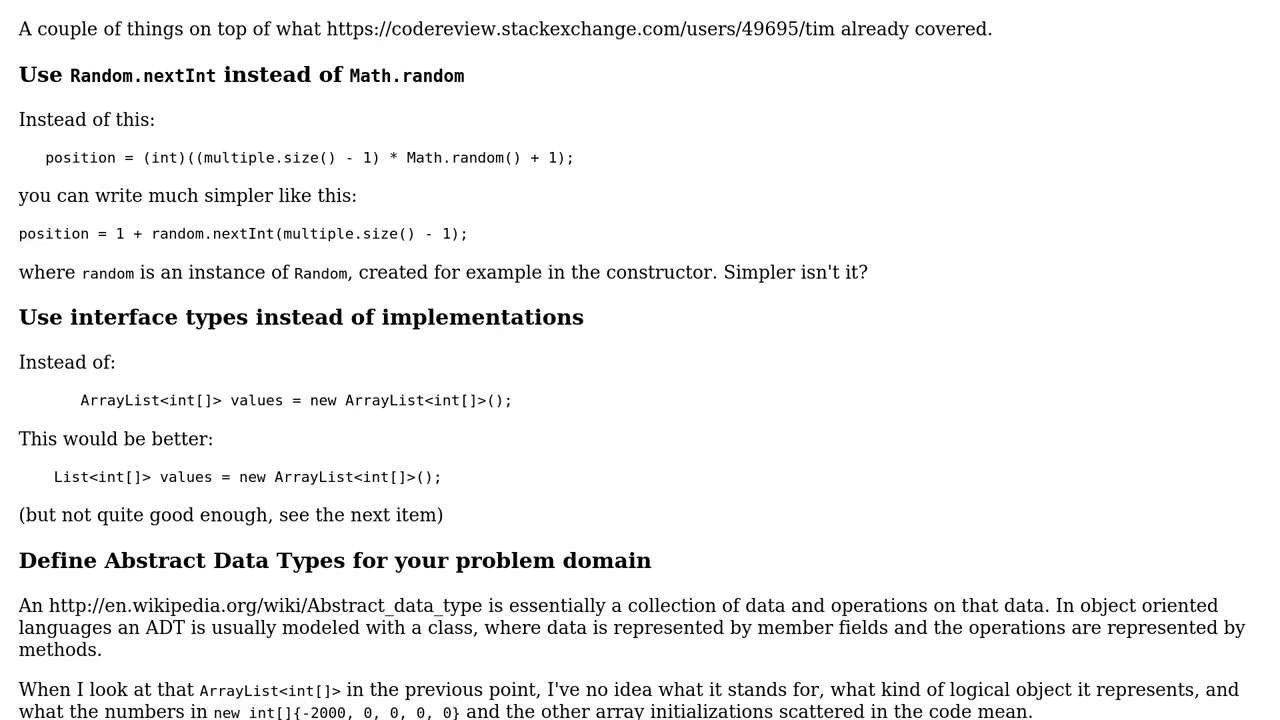 A couple of things on top of what https://codereview.stackexchange.com/users/49695/tim already covered.
Use Random.nextInt instead of Math.random
Instead of this:
position = (int)((multiple.size() - 1) * Math.random() + 1);
you can write much simpler like this:
position = 1 + random.nextInt(multiple.size() - 1);
where random is an instance of Random, created for example in the constructor. Simpler isn't it?
Use interface types instead of implementations
Instead of:
ArrayList<int[]> values = new ArrayList<int[]>();
This would be better:
List<int[]> values = new ArrayList<int[]>();
(but not quite good enough, see the next item)
Define Abstract Data Types for your problem domain
An http://en.wikipedia.org/wiki/Abstract_data_type is essentially a collection of data and operations on that data. In object oriented
languages an ADT is usually modeled with a class, where data is represented by member fields and the operations are represented by
methods.
When I look at that ArrayList<int[]> in the previous point, I've no idea what it stands for, what kind of logical object it represents, and
what the numbers in new int[]{-2000, 0, 0, 0, 0} and the other array initializations scattered in the code mean.